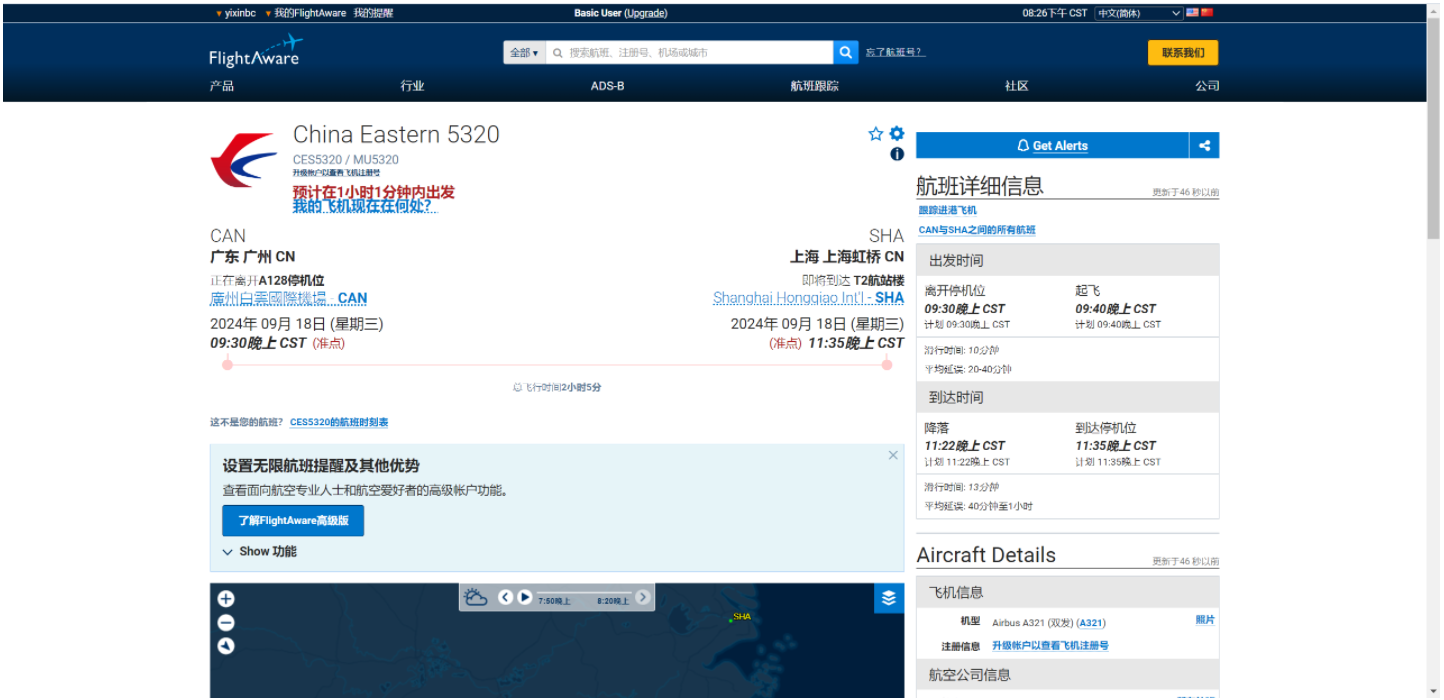 ▼ yixinbc ▼ 我的FlightAware 我的提醒
Basic User (Upgrade)
08:26下午 CST 中文(简体)
FlightAware
全部▼ 搜索航班、注册号、机场或城市
忘了航班号?
联系我们
产品 行业 ADS-B 航班跟踪 社区 公司
China Eastern 5320
CES5320 / MU5320
升级帐户以查看飞机注册号
预计在1小时1分钟内出发
我的飞机现在在何处?
CAN SHA
广东 广州 CN 上海 上海虹桥 CN
正在离开A128停机位 即将到达 T2航站楼
廣州白雲國際機場 - CAN Shanghai Hongqiao Int'l - SHA
2024年 09月 18日 (星期三) 2024年 09月 18日 (星期三)
09:30晚上 CST (准点) (准点) 11:35晚上 CST
飞行时间2小时5分
这不是您的航班? CES5320的航班时刻表
设置无限航班提醒及其他优势
查看面向航空专业人士和航空爱好者的高级帐户功能。
了解FlightAware高级版
Show 功能
7:50晚上 8:20晚上
SHA
Get Alerts
航班详细信息 更新于46 秒以前
跟踪进港飞机
CAN与SHA之间的所有航班
出发时间
离开停机位 起飞
09:30晚上 CST 09:40晚上 CST
计划 09:30晚上 CST 计划 09:40晚上 CST
滑行时间: 10分钟
平均延误: 20-40分钟
到达时间
降落 到达停机位
11:22晚上 CST 11:35晚上 CST
计划 11:22晚上 CST 计划 11:35晚上 CST
滑行时间: 13分钟
平均延误: 40分钟至1小时
Aircraft Details 更新于46 秒以前
飞机信息
机型 Airbus A321 (双发) (A321) 照片
注册信息 升级帐户以查看飞机注册号
航空公司信息